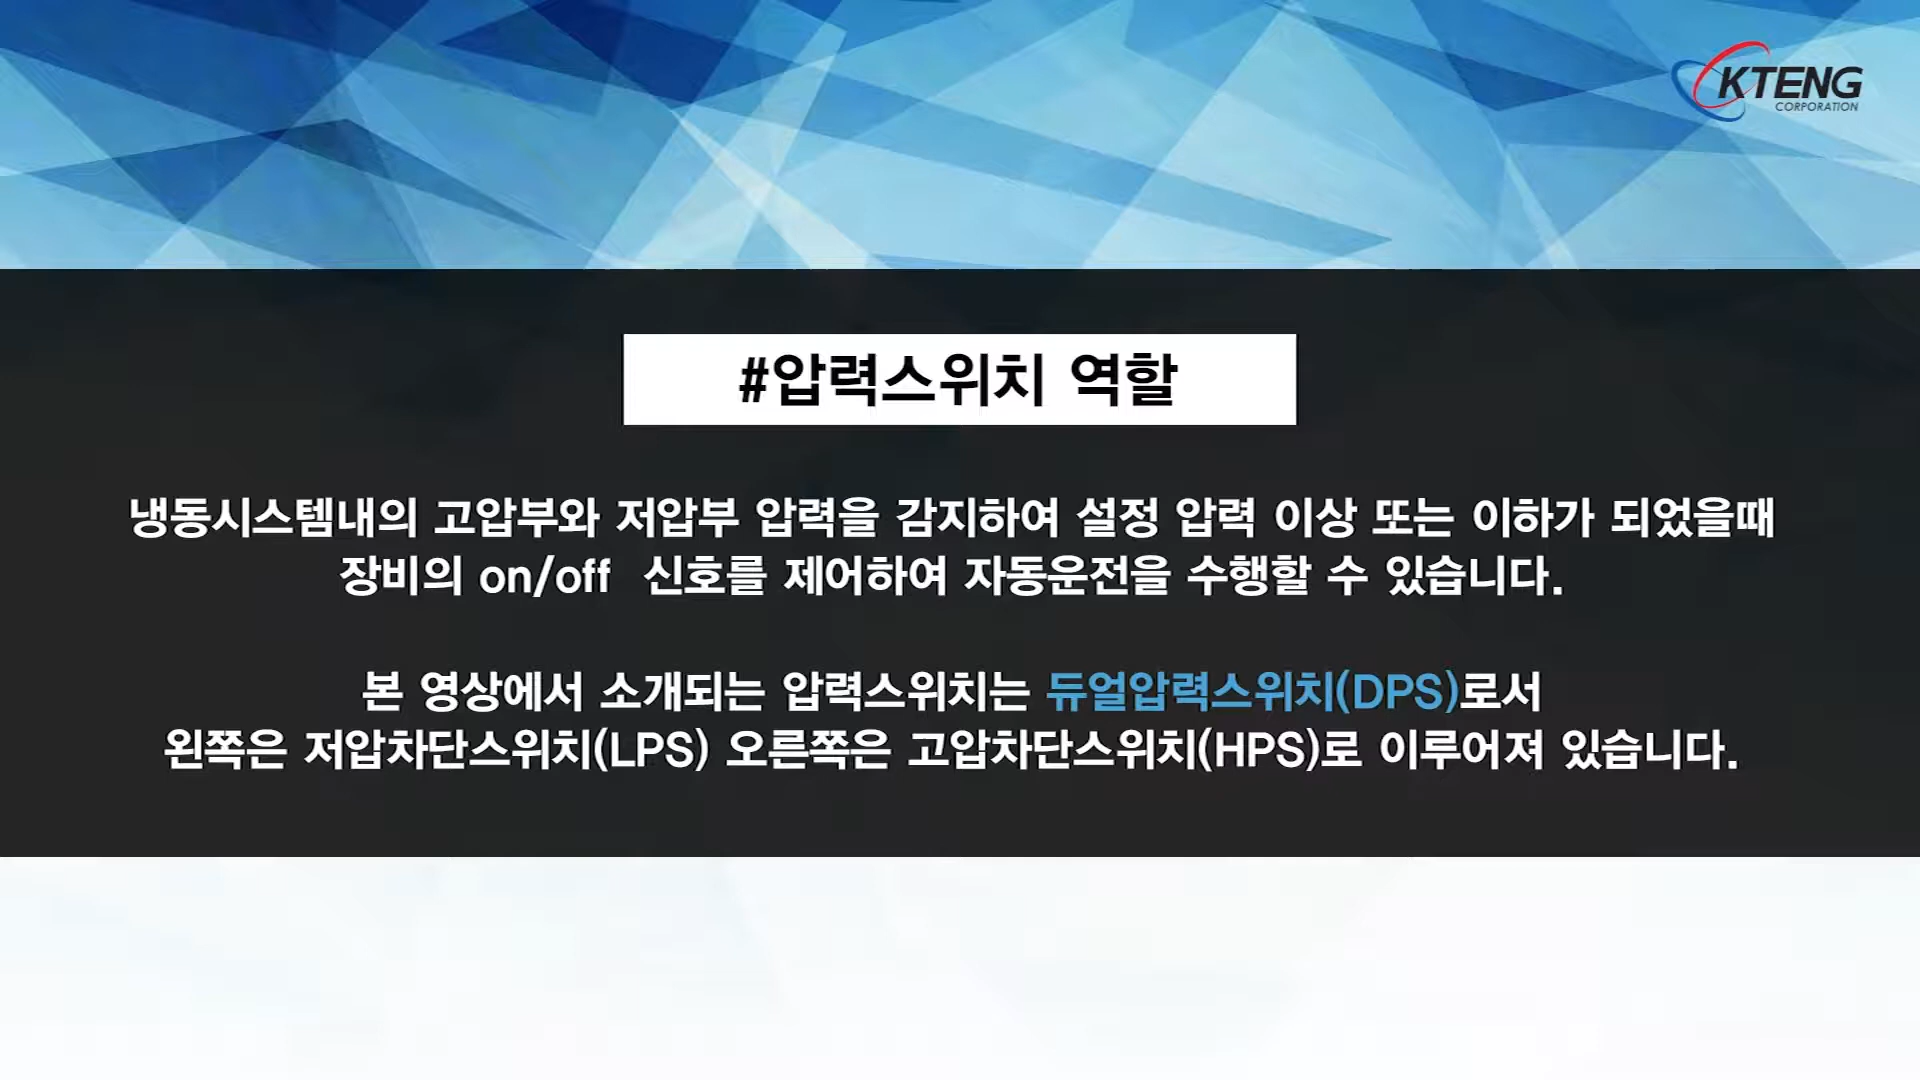 KTENG
CORPORATION
#압력스위치 역할
냉동시스템내의 고압부와 저압부 압력을 감지하여 설정 압력 이상 또는 이하가 되었을때
장비의 on/off 신호를 제어하여 자동운전을 수행할 수 있습니다.
본 영상에서 소개되는 압력스위치는 듀얼압력스위치(DPS)로서
왼쪽은 저압차단스위치(LPS) 오른쪽은 고압차단스위치(HPS)로 이루어져 있습니다.